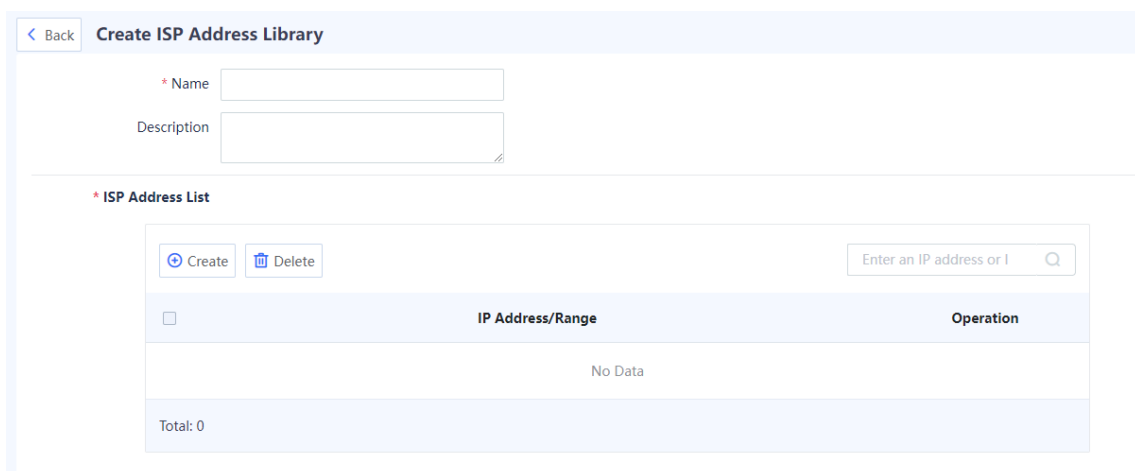 Back Create ISP Address Library
* Name
Description
* ISP Address List
Create Delete Enter an IP address or I
IP Address/Range Operation
No Data
Total: 0